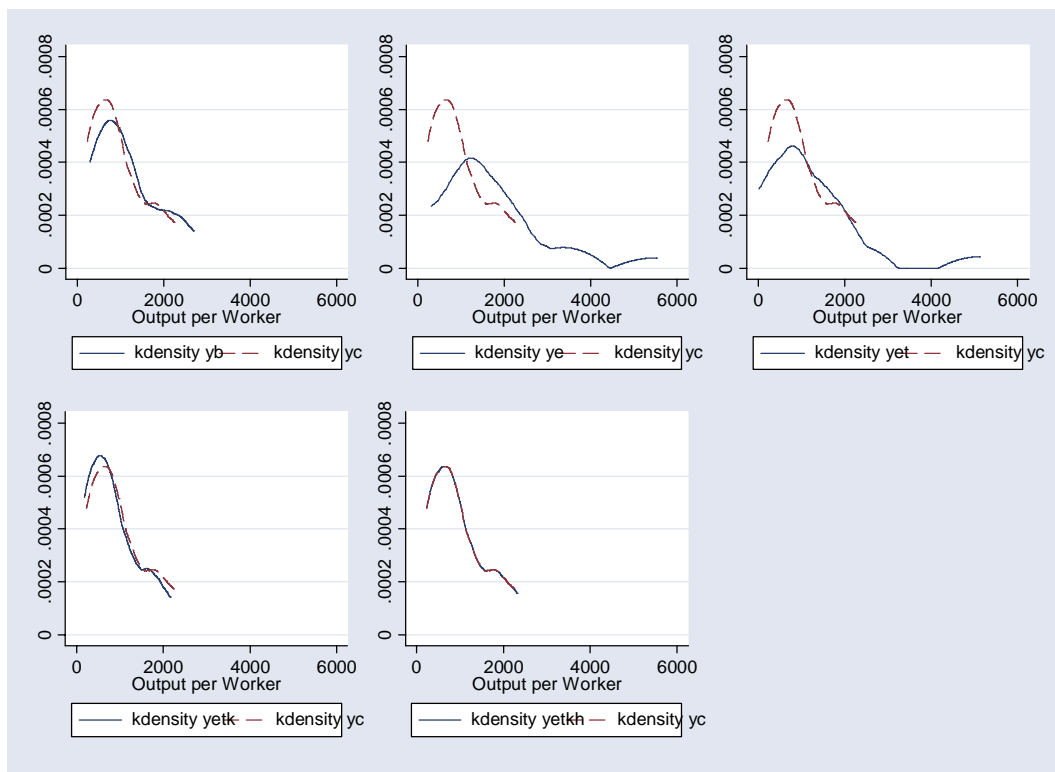 .0008
.0006
.0004
.0002
0
0 2000 4000 6000
Output per Worker
kdensity yb kdensity yc
.0008
.0006
.0004
.0002
0
0 2000 4000 6000
Output per Worker
kdensity ye kdensity yc
.0008
.0006
.0004
.0002
0
0 2000 4000 6000
Output per Worker
kdensity yet kdensity yc
.0008
.0006
.0004
.0002
0
0 2000 4000 6000
Output per Worker
kdensity yetk kdensity yc
.0008
.0006
.0004
.0002
0
0 2000 4000 6000
Output per Worker
kdensity yetkh kdensity yc